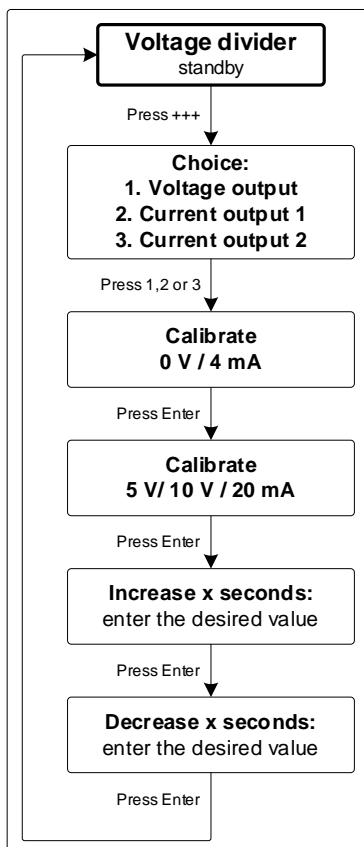 Voltage divider
standby
Press +++
Choice:
1. Voltage output
2. Current output 1
3. Current output 2
Press 1,2 or 3
Calibrate
0 V / 4 mA
Press Enter
Calibrate
5 V/ 10 V / 20 mA
Press Enter
Increase x seconds:
enter the desired value
Press Enter
Decrease x seconds:
enter the desired value
Press Enter